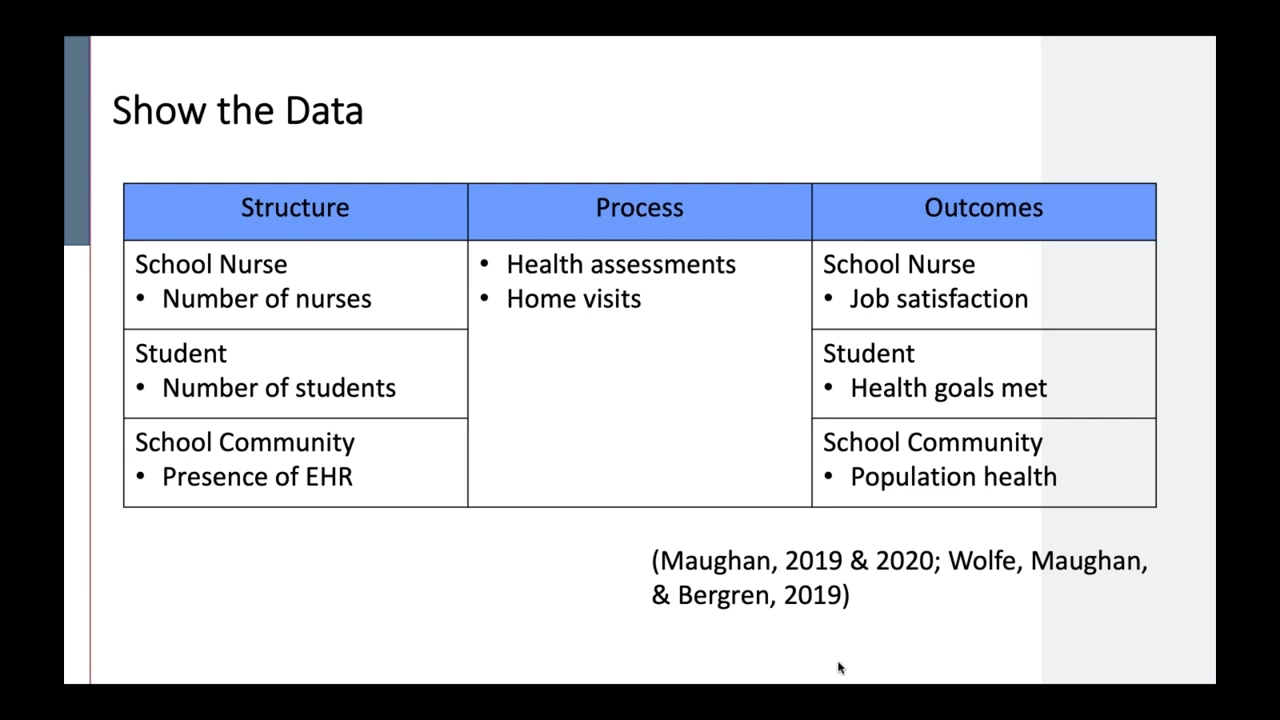 Show the Data
Structure
Process
Outcomes
School Nurse
• Number of nurses
• Health assessments
• Home visits
School Nurse
• Job satisfaction
Student
• Number of students
Student
• Health goals met
School Community
• Presence of EHR
School Community
• Population health
(Maughan, 2019 & 2020; Wolfe, Maughan,
& Bergren, 2019)